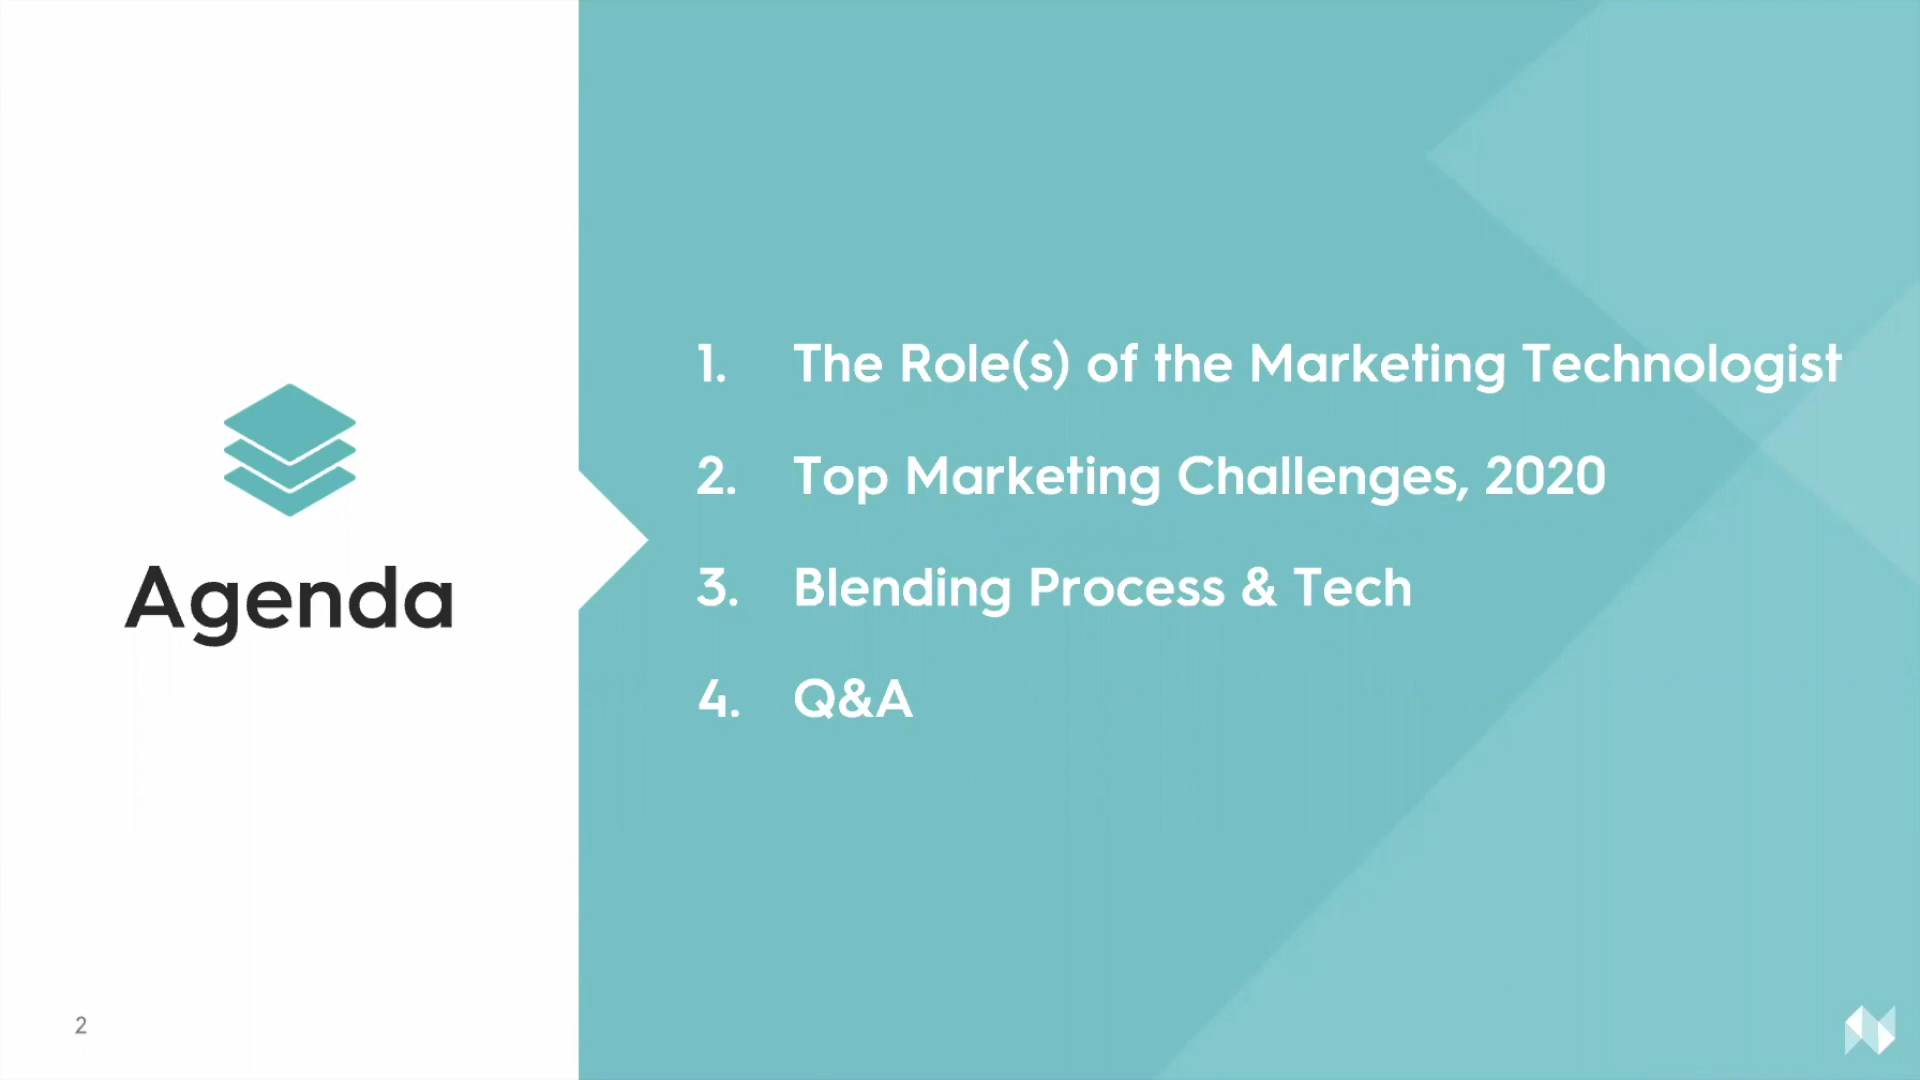 Agenda
1. The Role(s) of the Marketing Technologist
2. Top Marketing Challenges, 2020
3. Blending Process & Tech
4. Q&A
2